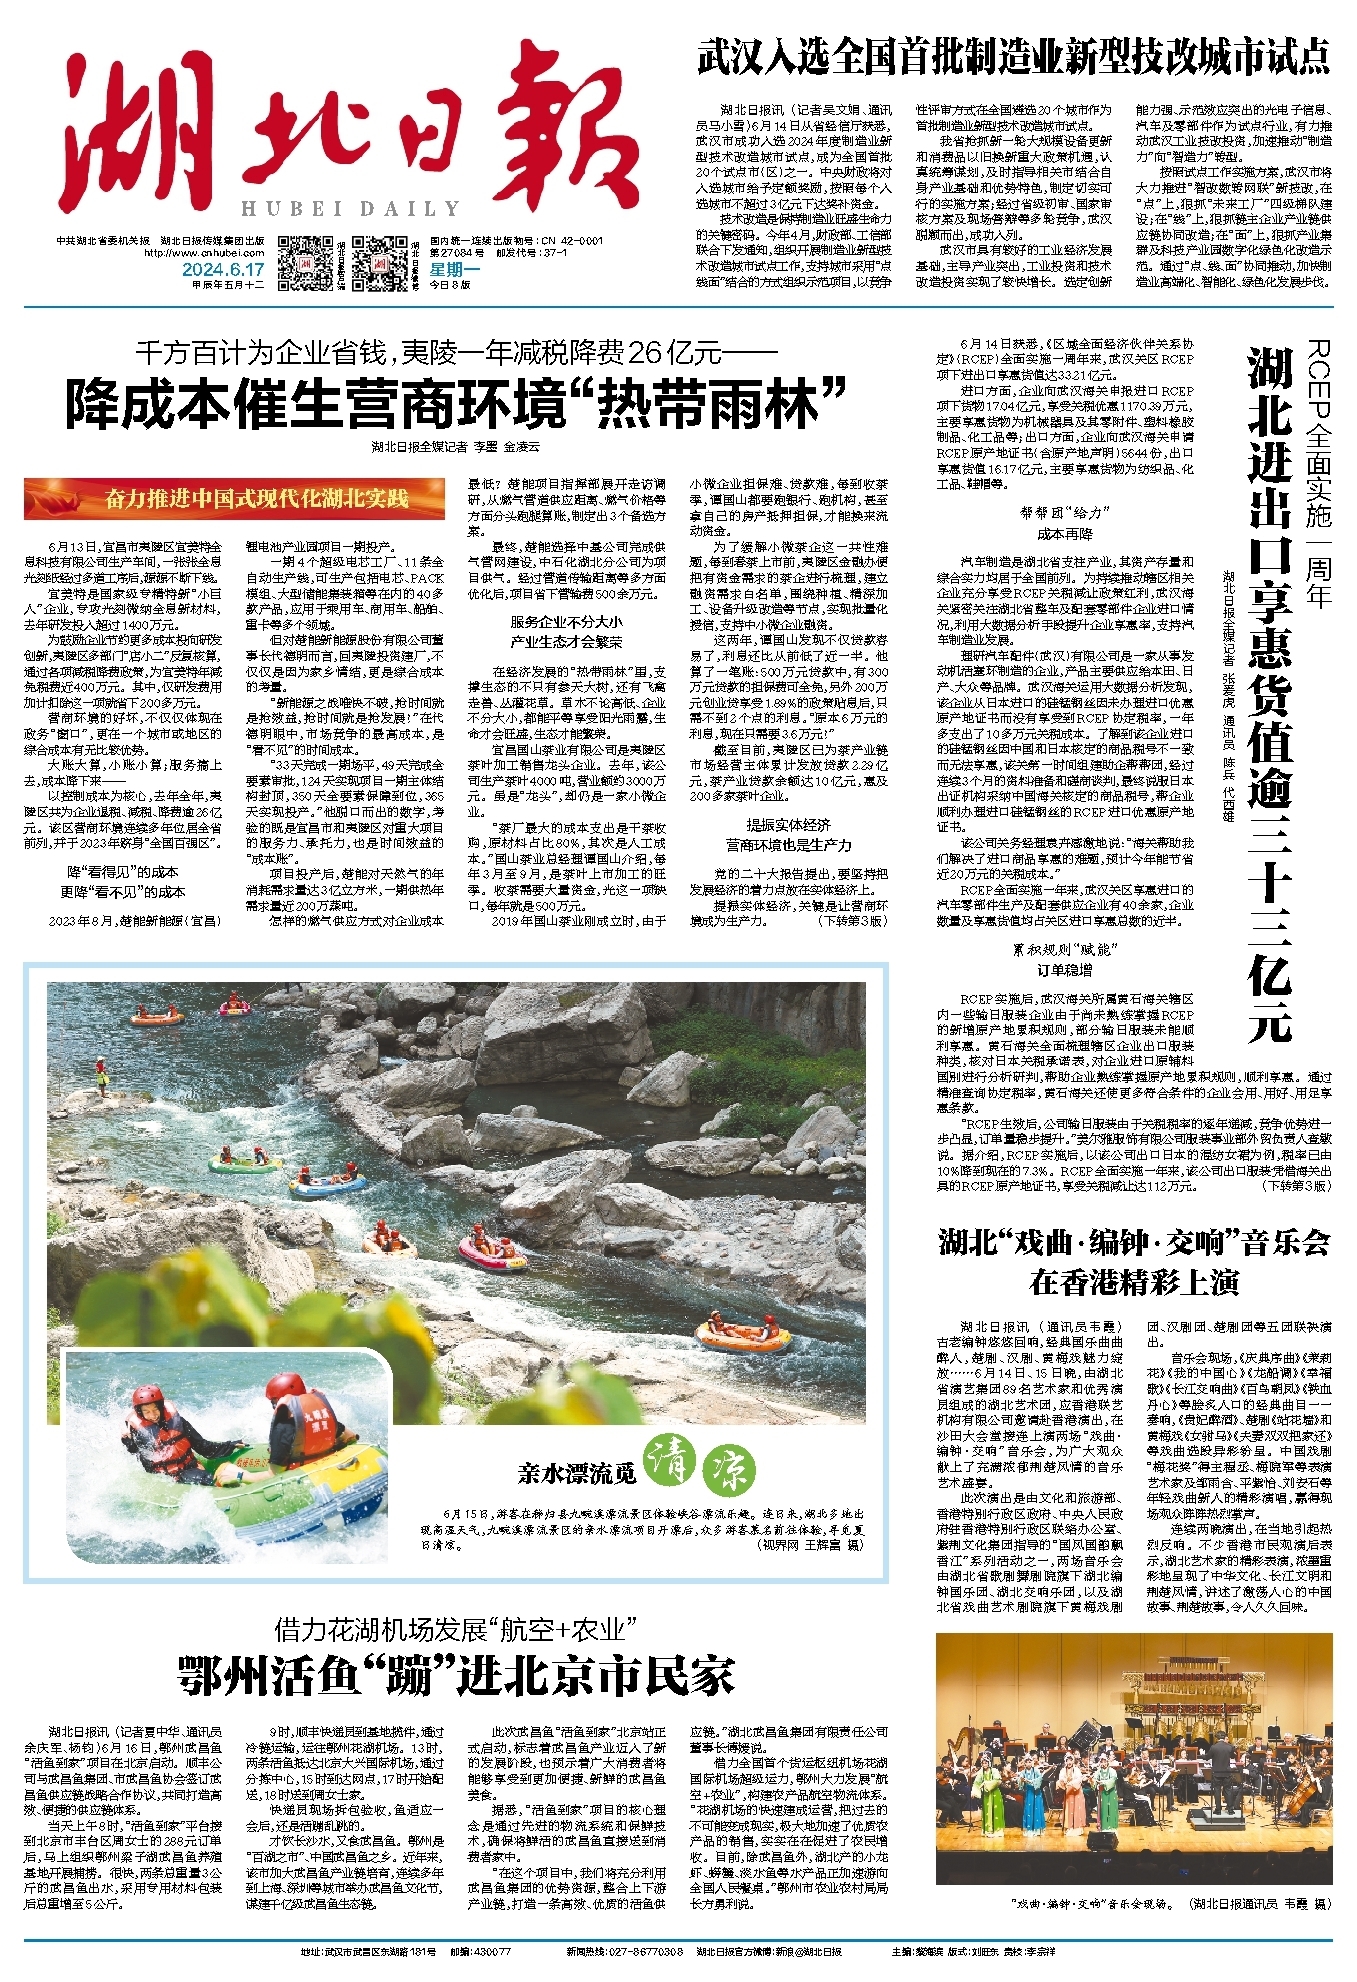 湖北日报
HUBEI DAILY
中共湖北省委机关报 湖北日报传媒集团出版
http://www.cnhubei.com
2024.6.17
甲辰年五月十二
国内统一连续出版物号：CN 42-0001
第27084号 邮发代号：37-1
星期一
今日8版
武汉入选全国首批制造业新型技改城市试点
湖北日报讯（记者吴文娟、通讯
员马小雪）6月14日从省经信厅获悉，
武汉市成功入选2024年度制造业新
型技术改造城市试点，成为全国首批
20个试点市（区）之一。中央财政将对
入选城市给予定额奖励，按照每个入
选城市不超过3亿元下达奖补资金。
技术改造是保持制造业旺盛生命力
的关键密码。今年4月，财政部、工信部
联合下发通知，组织开展制造业新型技
术改造城市试点工作，支持城市采用“点
线面”结合的方式组织示范项目，以竞争
性评审方式在全国遴选20个城市作为
首批制造业新型技术改造城市试点。
我省抢抓新一轮大规模设备更新
和消费品以旧换新重大政策机遇，认
真统筹谋划，及时指导相关市结合自
身产业基础和优势特色，制定切实可
行的实施方案；经过省级初审、国家审
核方案及现场答辩等多轮竞争，武汉
脱颖而出，成功入列。
武汉市具有较好的工业经济发展
基础，主导产业突出，工业投资和技术
改造投资实现了较快增长。选定创新
能力强、示范效应突出的光电子信息、
汽车及零部件作为试点行业，有力推
动武汉工业技改投资，加速推动“制造
力”向“智造力”转型。
按照试点工作实施方案，武汉市将
大力推进“智改数转网联”新技改，在
“点”上，狠抓“未来工厂”四级梯队建
设；在“线”上，狠抓链主企业产业链供
应链协同改造；在“面”上，狠抓产业集
群及科技产业园数字化绿色化改造示
范。通过“点、线、面”协同推动，加快制
造业高端化、智能化、绿色化发展步伐。
千方百计为企业省钱，夷陵一年减税降费26亿元——
降成本催生营商环境“热带雨林”
湖北日报全媒记者 李墨 金凌云
奋力推进中国式现代化湖北实践
6月13日，宜昌市夷陵区宜美特全
息科技有限公司生产车间，一张张全息
光刻纸经过多道工序后，源源不断下线。
宜美特是国家级专精特新“小巨
人”企业，专攻光刻微纳全息新材料，
去年研发投入超过1400万元。
为鼓励企业节约更多成本投向研发
创新，夷陵区多部门“店小二”反复核算，
通过各项减税降费政策，为宜美特年减
免税费近400万元。其中，仅研发费用
加计扣除这一项就省下200多万元。
营商环境的好坏，不仅仅体现在
政务“窗口”，更在一个城市或地区的
综合成本有无比较优势。
大账大算，小账小算；服务摘上
去，成本降下来——
以控制成本为核心，去年全年，夷
陵区共为企业退税、减税、降费逾26亿
元。该区营商环境连续多年位居全省
前列，并于2023年跻身“全国百强区”。
降“看得见”的成本
更降“看不见”的成本
2023年8月，楚能新能源（宜昌）
锂电池产业园项目一期投产。
一期4个超级电芯工厂、11条全
自动生产线，可生产包括电芯、PACK
模组、大型储能集装箱等在内的40多
款产品，应用于乘用车、商用车、船舶、
重卡等多个领域。
但对楚能新能源股份有限公司董
事长代德明而言，回夷陵投资建厂，不
仅仅是因为家乡情结，更是综合成本
的考量。
“新能源之战唯快不破，抢时间就
是抢效益，抢时间就是抢发展！”在代
德明眼中，市场竞争的最高成本，是
“看不见”的时间成本。
“33天完成一期场平，49天完成全
要素审批，124天实现项目一期主体结
构封顶，350天全要素保障到位，365
天实现投产。”他脱口而出的数字，考
验的既是宜昌市和夷陵区对重大项目
的服务力、承托力，也是时间效益的
“成本账”。
项目投产后，楚能对天然气的年
消耗需求量达3亿立方米，一期供热年
需求量近200万蒸吨。
怎样的燃气供应方式对企业成本
最低？楚能项目指挥部展开走访调
研，从燃气管道供应距离、燃气价格等
方面分头跑腿算账，制定出3个备选方
案。
最终，楚能选择中基公司完成供
气管网建设，中石化湖北分公司为项
目供气。经过管道传输距离等多方面
优化后，项目省下营输费500余万元。
服务企业不分大小
产业生态才会繁荣
在经济发展的“热带雨林”里，支
撑生态的不只有参天大树，还有飞禽
走兽、丛灌花草。草木不论高低、企业
不分大小，都能平等享受阳光雨露，生
命才会旺盛，生态才能繁荣。
宜昌国山茶业有限公司是夷陵区
茶叶加工销售龙头企业。去年，该公
司生产茶叶4000吨，营业额约3000万
元。虽是“龙头”，却仍是一家小微企
业。
“茶厂最大的成本支出是干茶收
购，原材料占比80%，其次是人工成
本。”国山茶业总经理谭国山介绍，每
年3月至9月，是茶叶上市加工的旺
季。收茶需要大量资金，光这一项缺
口，每年就是500万元。
2019年国山茶业刚成立时，由于
小微企业担保难、贷款难，每到收茶
季，谭国山都要跑银行、跑机构，甚至
拿自己的房产抵押担保，才能换来流
动资金。
为了缓解小微茶企这一共性难
题，每到春茶上市前，夷陵区金融办便
把有资金需求的茶企进行梳理，建立
融资需求白名单，围绕种植、精深加
工、设备升级改造等节点，实现批量化
授信，支持中小微企业融资。
这两年，谭国山发现不仅贷款容
易了，利息还比从前低了近一半。他
算了一笔账：500万元贷款中，有300
万元贷款的担保费可全免，另外200万
元创业贷享受1.89%的政策贴息后，只
需不到2个点的利息。“原本6万元的
利息，现在只需要3.6万元！”
截至目前，夷陵区已为茶产业链
市场经营主体累计发放贷款2.29亿
元，茶产业贷款余额达10亿元，惠及
200多家茶叶企业。
提振实体经济
营商环境也是生产力
党的二十大报告提出，要坚持把
发展经济的着力点放在实体经济上。
提振实体经济，关键是让营商环
境成为生产力。 （下转第3版）
RCEP全面实施一周年
湖北进出口享惠货值逾三十三亿元
湖北日报全媒记者 张爱虎 通讯员 陈兵 代西雄
6月14日获悉，《区域全面经济伙伴关系协
定》（RCEP）全面实施一周年来，武汉关区RCEP
项下进出口享惠货值达33.21亿元。
进口方面，企业向武汉海关申报进口RCEP
项下货物17.04亿元，享受关税优惠1170.39万元，
主要享惠货物为机械器具及其零附件、塑料橡胶
制品、化工品等；出口方面，企业向武汉海关申请
RCEP原产地证书（含原产地声明）5644份，出口
享惠货值16.17亿元，主要享惠货物为纺织品、化
工品、鞋帽等。
帮帮团“给力”
成本再降
汽车制造是湖北省支柱产业，其资产存量和
综合实力均居于全国前列。为持续推动辖区相关
企业充分享受RCEP关税减让政策红利，武汉海
关紧密关注湖北省整车及配套零部件企业进口情
况，利用大数据分析手段提升企业享惠率，支持汽
车制造业发展。
理研汽车配件（武汉）有限公司是一家从事发
动机活塞环制造的企业，产品主要供应给本田、日
产、大众等品牌。武汉海关运用大数据分析发现，
该企业从日本进口的硅锰钢丝因未办理进口优惠
原产地证书而没有享受到RCEP协定税率，一年
多支出了10多万元关税成本。了解到该企业进口
的硅锰钢丝因中国和日本核定的商品税号不一致
而无法享惠，该关第一时间组建助企帮帮团，经过
连续3个月的资料准备和磋商谈判，最终说服日本
出证机构采纳中国海关核定的商品税号，帮企业
顺利办理进口硅锰钢丝的RCEP进口优惠原产地
证书。
该公司关务经理袁卉感激地说：“海关帮助我
们解决了进口商品享惠的难题，预计今年能节省
近20万元的关税成本。”
RCEP全面实施一年来，武汉关区享惠进口的
汽车零部件生产及配套供应企业有40余家，企业
数量及享惠货值均占关区进口享惠总数的近半。
累积规则“赋能”
订单稳增
RCEP实施后，武汉海关所属黄石海关辖区
内一些输日服装企业由于尚未熟练掌握RCEP
的新增原产地累积规则，部分输日服装未能顺
利享惠。黄石海关全面梳理辖区企业出口服装
种类，核对日本关税承诺表，对企业进口原辅料
国别进行分析研判，帮助企业熟练掌握原产地累积规则，顺利享惠。通过
精准查询协定税率，黄石海关还使更多符合条件的企业会用、用好、用足享
惠条款。
“RCEP生效后，公司输日服装由于关税税率的逐年递减，竞争优势进一
步凸显，订单量稳步提升。”美尔雅服饰有限公司服装事业部外贸负责人查敏
说。据介绍，RCEP实施后，以该公司出口日本的混纺女裙为例，税率已由
10%降到现在的7.3%。RCEP全面实施一年来，该公司出口服装凭借海关出
具的RCEP原产地证书，享受关税减让达112万元。 （下转第3版）
亲水漂流觅清凉
6月15日，游客在秭归县九畹溪漂流景区体验峡谷漂流乐趣。连日来，湖北多地出
现高温天气，九畹溪漂流景区的亲水漂流项目开漂后，众多游客慕名前往体验，寻觅夏
日清凉。 （视界网 王辉富 摄）
湖北“戏曲·编钟·交响”音乐会
在香港精彩上演
湖北日报讯（通讯员韦霞）
古老编钟悠悠回响，经典国乐曲曲
醉人，楚剧、汉剧、黄梅戏魅力绽
放……6月14日、15日晚，由湖北
省演艺集团89名艺术家和优秀演
员组成的湖北艺术团，应香港联艺
机构有限公司邀请赴香港演出，在
沙田大会堂接连上演两场“戏曲·
编钟·交响”音乐会，为广大观众
献上了充满浓郁荆楚风情的音乐
艺术盛宴。
此次演出是由文化和旅游部、
香港特别行政区政府、中央人民政
府驻香港特别行政区联络办公室、
紫荆文化集团指导的“国风国韵飘
香江”系列活动之一，两场音乐会
由湖北省歌剧舞剧院旗下湖北编
钟国乐团、湖北交响乐团，以及湖
北省戏曲艺术剧院旗下黄梅戏剧
团、汉剧团、楚剧团等五团联袂演
出。
音乐会现场，《庆典序曲》《茉莉
花》《我的中国心》《龙船调》《幸福
歌》《长江交响曲》《百鸟朝凤》《铁血
丹心》等脍炙人口的经典曲目一一
奏响，《贵妃醉酒》、楚剧《站花墙》和
黄梅戏《女驸马》《夫妻双双把家还》
等戏曲选段异彩纷呈。中国戏剧
“梅花奖”得主程丞、梅院军等表演
艺术家及邹雨含、平紫怡、刘安石等
年轻戏曲新人的精彩演唱，赢得现
场观众阵阵热烈掌声。
连续两晚演出，在当地引起热
烈反响。不少香港市民观演后表
示，湖北艺术家的精彩表演，浓墨重
彩地呈现了中华文化、长江文明和
荆楚风情，讲述了激荡人心的中国
故事、荆楚故事，令人久久回味。
“戏曲·编钟·交响”音乐会现场。（湖北日报通讯员 韦霞 摄）
借力花湖机场发展“航空+农业”
鄂州活鱼“蹦”进北京市民家
湖北日报讯（记者夏中华、通讯员
余庆军、杨钧）6月16日，鄂州武昌鱼
“活鱼到家”项目在北京启动。顺丰公
司与武昌鱼集团、市武昌鱼协会签订武
昌鱼供应链战略合作协议，共同打造高
效、便捷的供应链体系。
当天上午8时，“活鱼到家”平台接
到北京市丰台区周女士的288元订单
后，马上组织鄂州梁子湖武昌鱼养殖
基地开展捕捞。很快，两条总重量3公
斤的武昌鱼出水，采用专用材料包装
后总重增至5公斤。
9时，顺丰快递员到基地揽件，通过
冷链运输，运往鄂州花湖机场。13时，
两条活鱼抵达北京大兴国际机场，通过
分拨中心，15时到达网点，17时开始配
送，18时送到周女士家。
快递员现场拆包验收，鱼适应一
会后，还是活蹦乱跳的。
才饮长沙水，又食武昌鱼。鄂州是
“百湖之市”、中国武昌鱼之乡。近年来，
该市加大武昌鱼产业链培育，连续多年
到上海、深圳等城市举办武昌鱼文化节，
谋建千亿级武昌鱼生态链。
此次武昌鱼“活鱼到家”北京站正
式启动，标志着武昌鱼产业迈入了新
的发展阶段，也预示着广大消费者将
能够享受到更加便捷、新鲜的武昌鱼
美食。
据悉，“活鱼到家”项目的核心理
念是通过先进的物流系统和保鲜技
术，确保将鲜活的武昌鱼直接送到消
费者家中。
“在这个项目中，我们将充分利用
武昌鱼集团的优势资源，整合上下游
产业链，打造一条高效、优质的活鱼供
应链。”湖北武昌鱼集团有限责任公司
董事长傅媛说。
借力全国首个货运枢纽机场花湖
国际机场超级运力，鄂州大力发展“航
空+农业”，构建农产品航空物流体系。
“花湖机场的快速建成运营，把过去的
不可能变成现实，极大地加速了优质农
产品的销售，实实在在促进了农民增
收。目前，除武昌鱼外，湖北产的小龙
虾、螃蟹、淡水鱼等水产品正加速游向
全国人民餐桌。”鄂州市农业农村局局
长方勇利说。
地址：武汉市武昌区东湖路181号 邮编：430077 新闻热线：027-86770308 湖北日报官方微博：新浪@湖北日报 主编：黎海滨 版式：刘旺东 责校：李宗祥